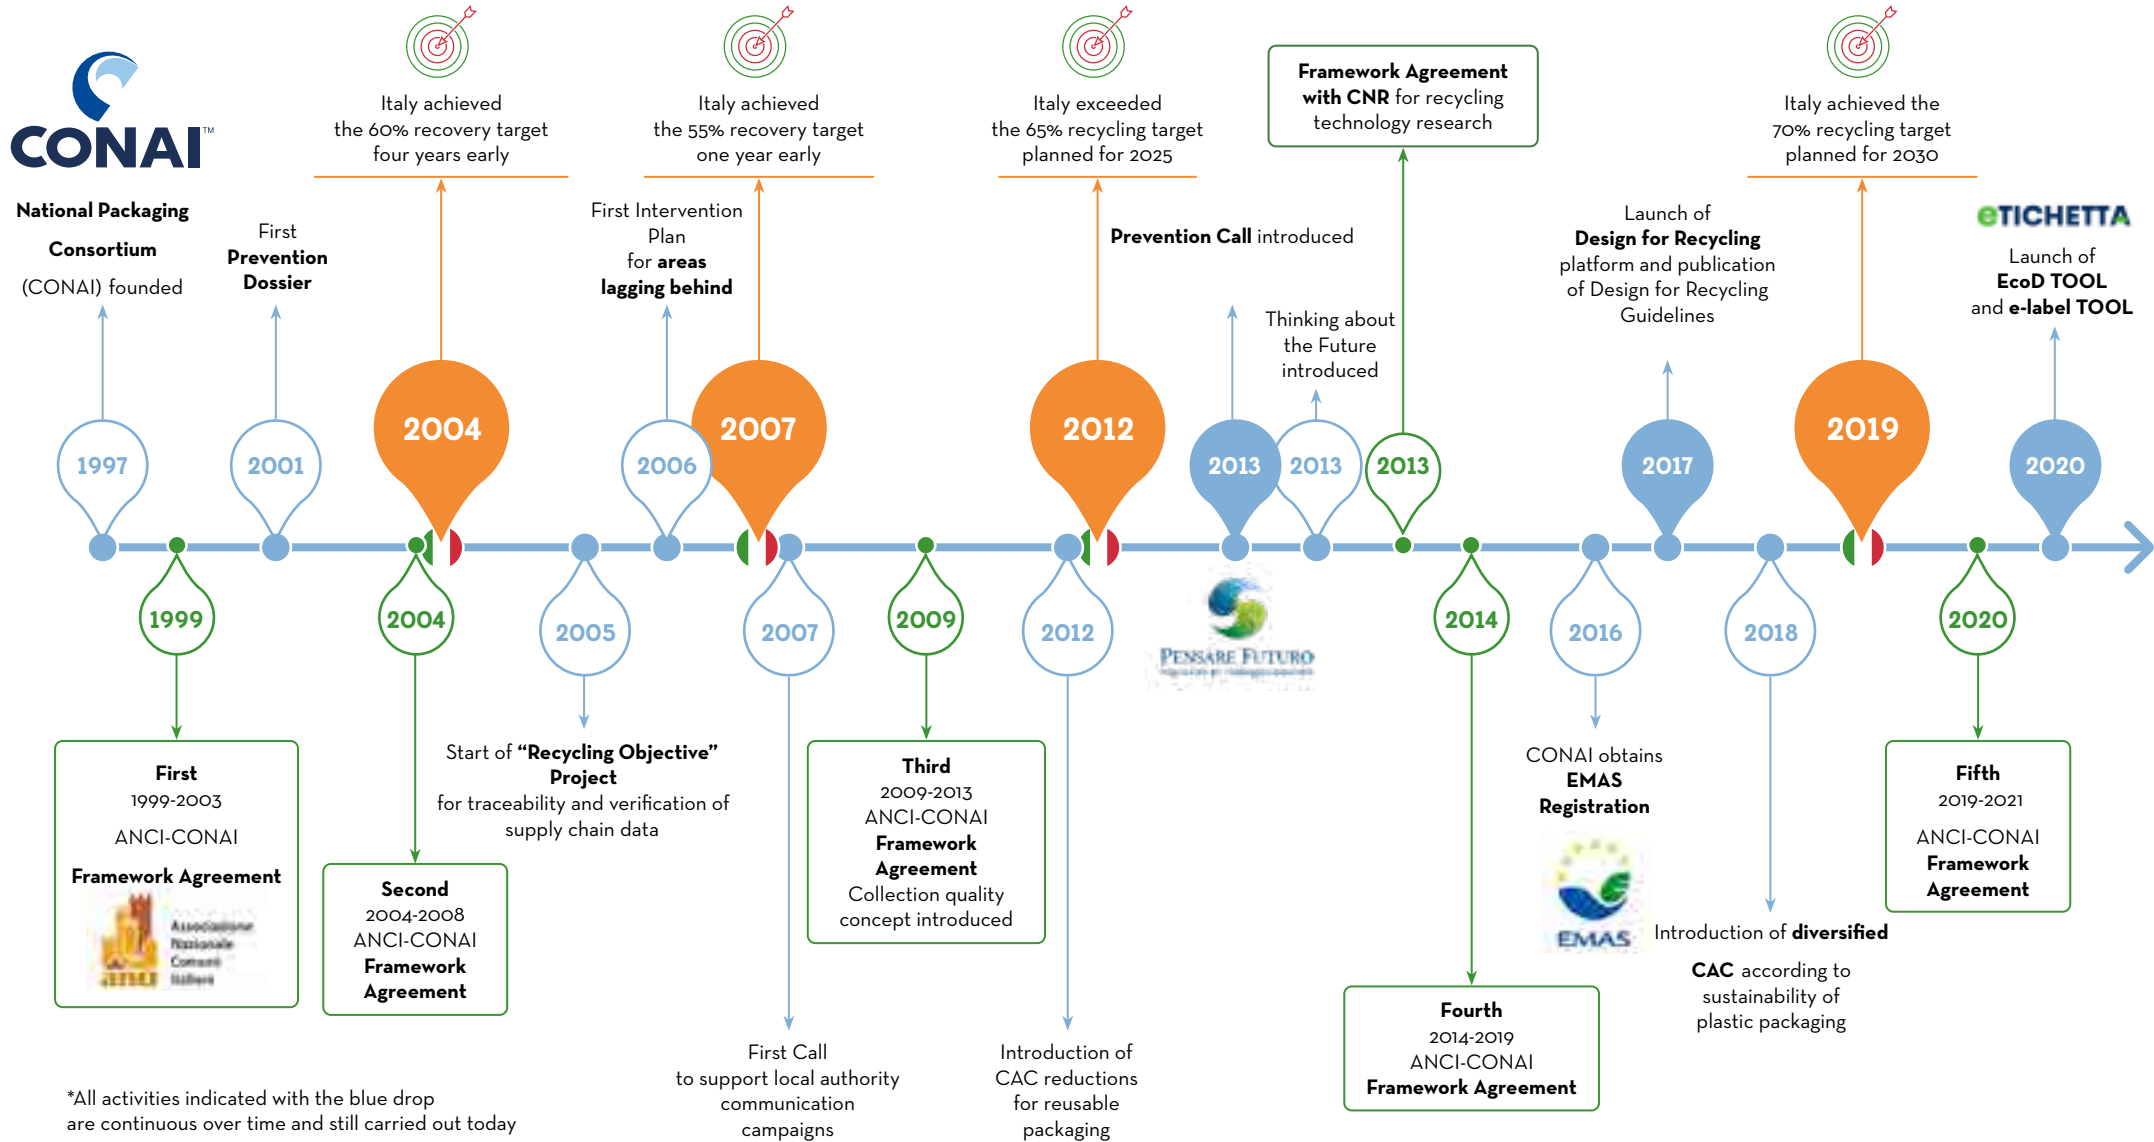 CONAI™
National Packaging
Consortium
(CONAI) founded
First
Prevention
Dossier
Italy achieved
the 60% recovery target
four years early
First Intervention
Plan
for areas
lagging behind
Italy achieved
the 55% recovery target
one year early
Italy exceeded
the 65% recycling target
planned for 2025
Prevention Call introduced
Thinking about
the Future
introduced
Framework Agreement
with CNR for recycling
technology research
Launch of
Design for Recycling
platform and publication
of Design for Recycling
Guidelines
Italy achieved the
70% recycling target
planned for 2030
eTICHETTA
Launch of
EcoD TOOL
and e-label TOOL
1997
2001
2004
2006
2007
2012
2013
2013
2013
2017
2019
2020
1999
2004
2005
2007
2009
2012
2014
2016
2018
2020
PENSARE FUTURO
First
1999-2003
ANCI-CONAI
Framework Agreement
Associazione
Nazionale
Comuni
Italiani
Second
2004-2008
ANCI-CONAI
Framework
Agreement
Start of “Recycling Objective”
Project
for traceability and verification of
supply chain data
First Call
to support local authority
communication
campaigns
Third
2009-2013
ANCI-CONAI
Framework
Agreement
Collection quality
concept introduced
Introduction of
CAC reductions
for reusable
packaging
Fourth
2014-2019
ANCI-CONAI
Framework Agreement
CONAI obtains
EMAS
Registration
EMAS
Introduction of diversified
CAC according to
sustainability of
plastic packaging
Fifth
2019-2021
ANCI-CONAI
Framework
Agreement
*All activities indicated with the blue drop
are continuous over time and still carried out today